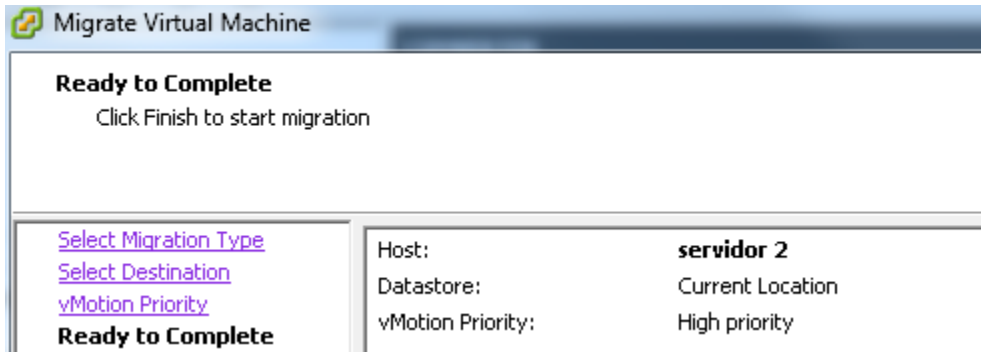 Migrate Virtual Machine
Ready to Complete
Click Finish to start migration
Select Migration Type
Select Destination
vMotion Priority
Ready to Complete
Host: servidor 2
Datastore: Current Location
vMotion Priority: High priority